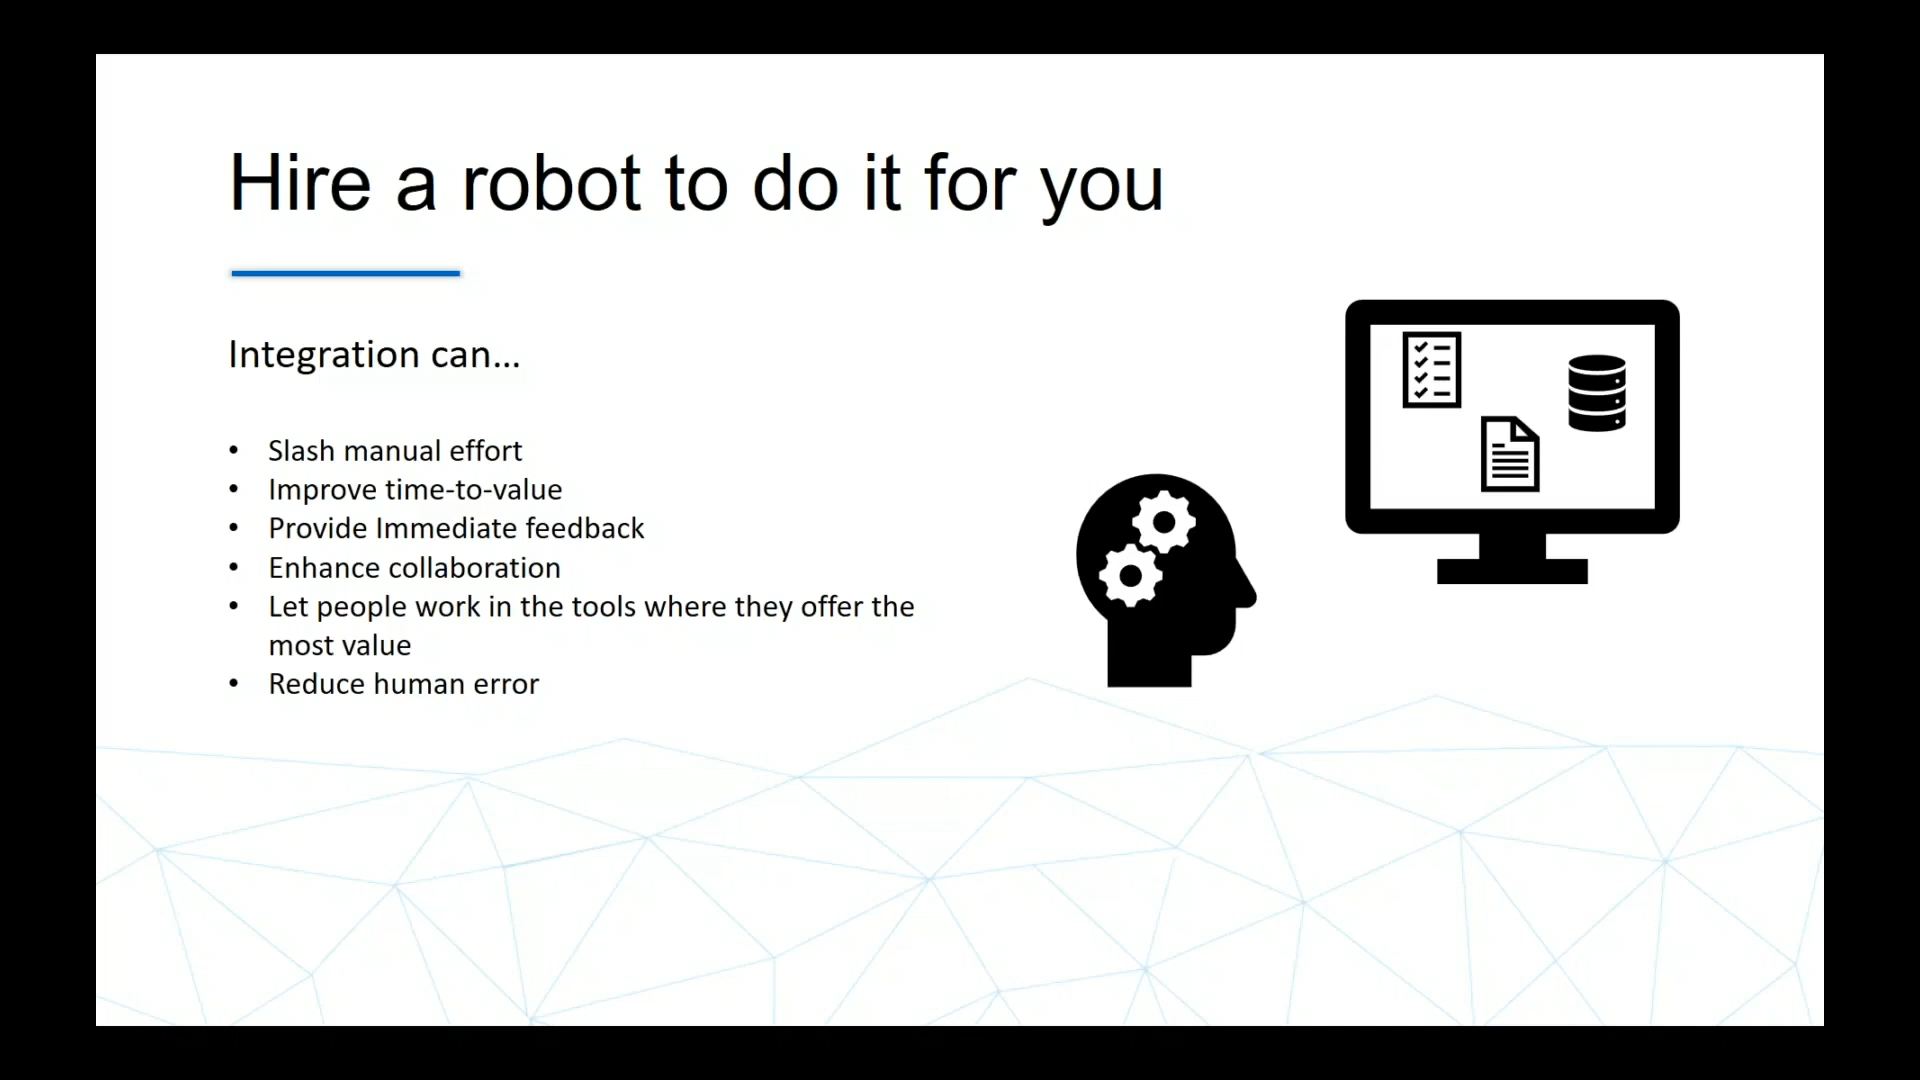 Hire a robot to do it for you
Integration can...
• Slash manual effort
• Improve time-to-value
• Provide Immediate feedback
• Enhance collaboration
• Let people work in the tools where they offer the
most value
• Reduce human error